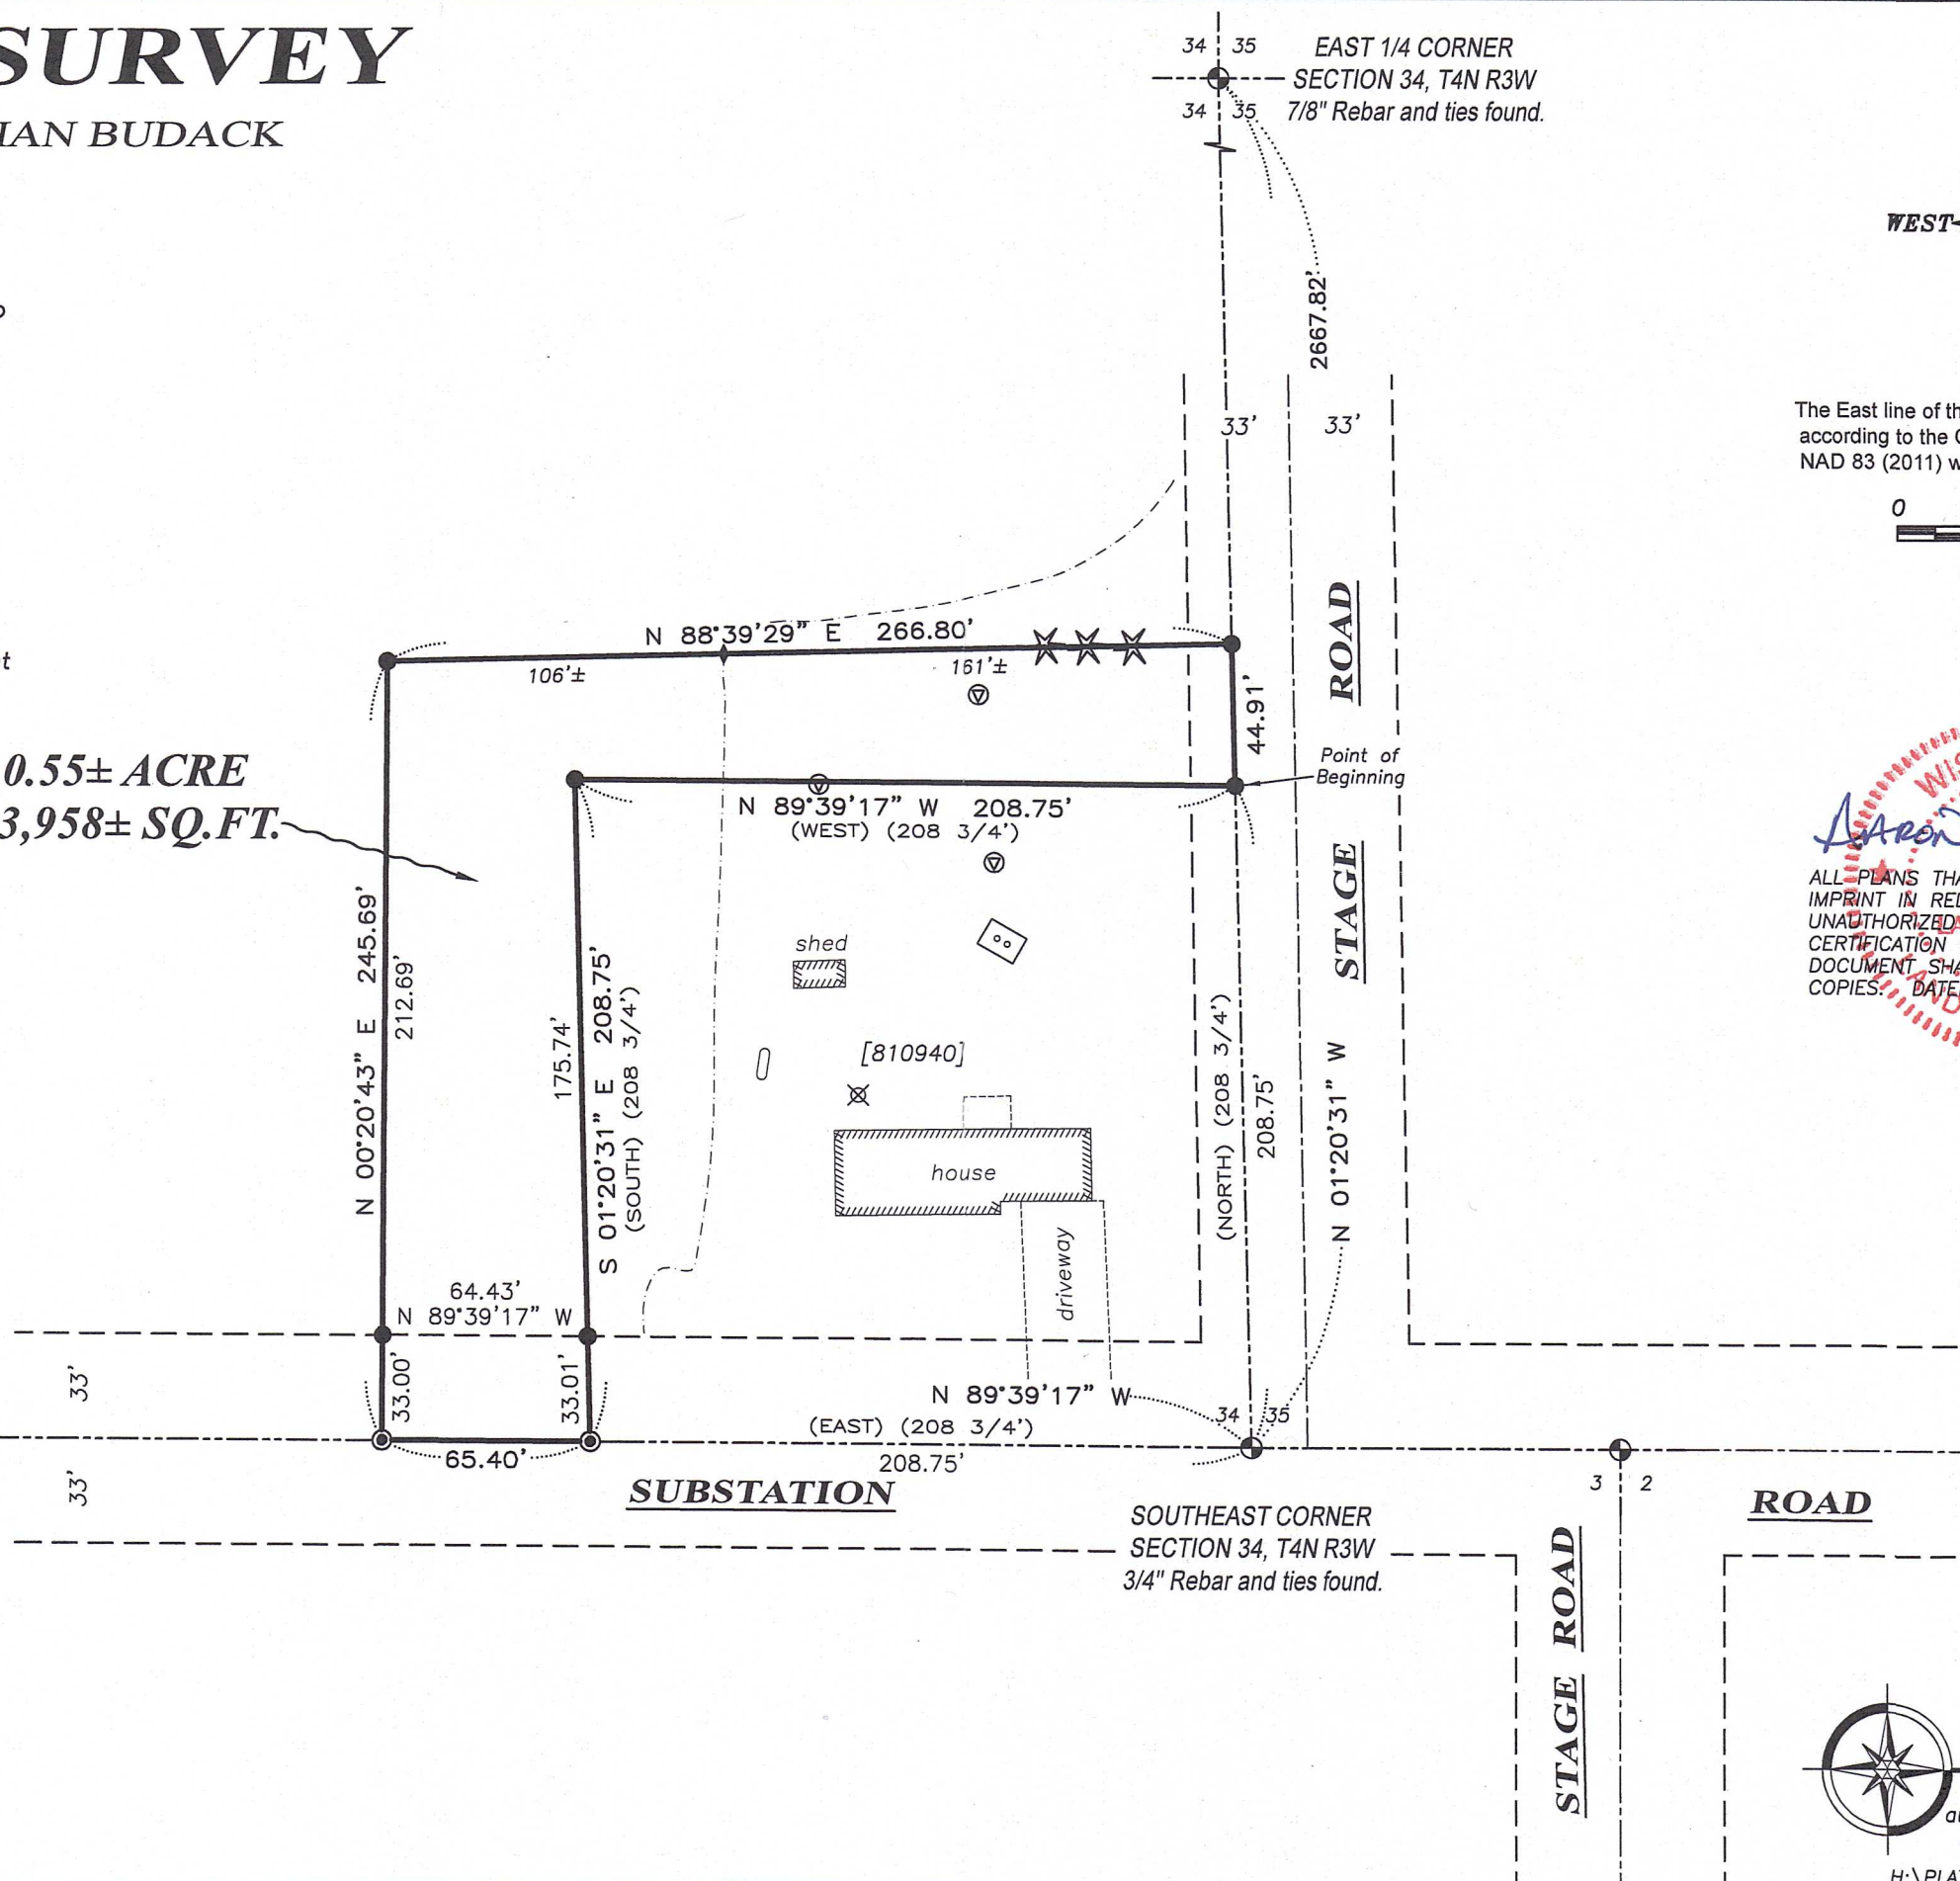 SURVEY
IAN BUDACK
34 35
EAST 1/4 CORNER
SECTION 34, T4N R3W
34 35
7/8" Rebar and ties found.
2667.82'
WEST
33' 33'
The East line of th
according to the
NAD 83 (2011) w
0
N 88°39'29" E 266.80'
106'±
161'±
44.91'
STAGE ROAD
Point of
Beginning
0.55± ACRE
3,958± SQ.FT.
N 89°39'17" W 208.75'
(WEST) (208 3/4')
N 00°20'43" E 245.69'
212.69'
175.74'
S 01°20'31" E 208.75'
(SOUTH) (208 3/4')
shed
[810940]
house
driveway
(NORTH) (208 3/4')
208.75'
N 01°20'31" W
AARON
ALL PLANS THA
IMPRINT IN RED
UNAUTHORIZED
CERTIFICATION
DOCUMENT SHA
COPIES. DATE
WIS
LAND
64.43'
N 89°39'17" W
33'
33.00'
33.01'
N 89°39'17" W
34 35
(EAST) (208 3/4')
65.40'
208.75'
33'
SUBSTATION
ROAD
3 2
SOUTHEAST CORNER
SECTION 34, T4N R3W
3/4" Rebar and ties found.
STAGE ROAD
H:\PLA